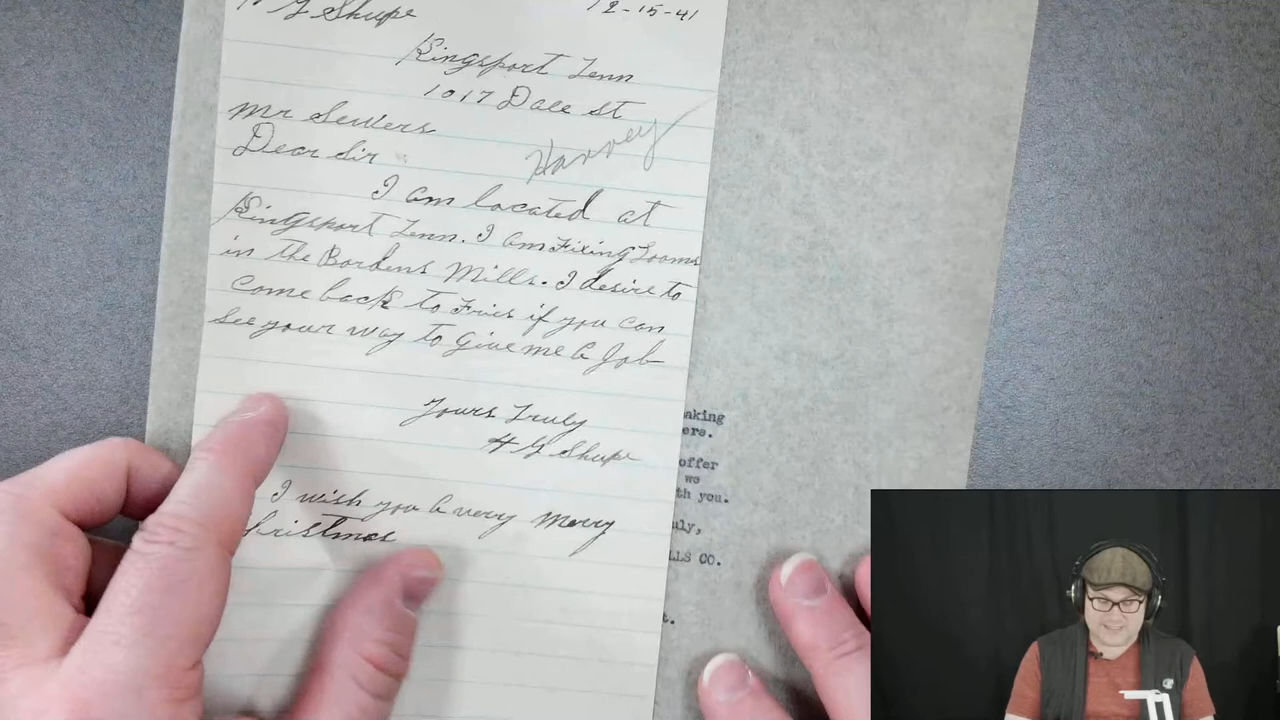 H G Shupe 12-15-41
Kingsport Tenn
1017 Dale St
Mr Seviers
Dear Sir
Harvey
I am located at
Kingsport Tenn. I am Fixing Looms
in the Bordens Mills. I desire to
come back to Fries if you can
see your way to Give me a Job
Yours Truly
H G Shupe
I wish you a very Merry
Christmas
aking
ere.
offer
we
th you.
uly,
LLS CO.
t.